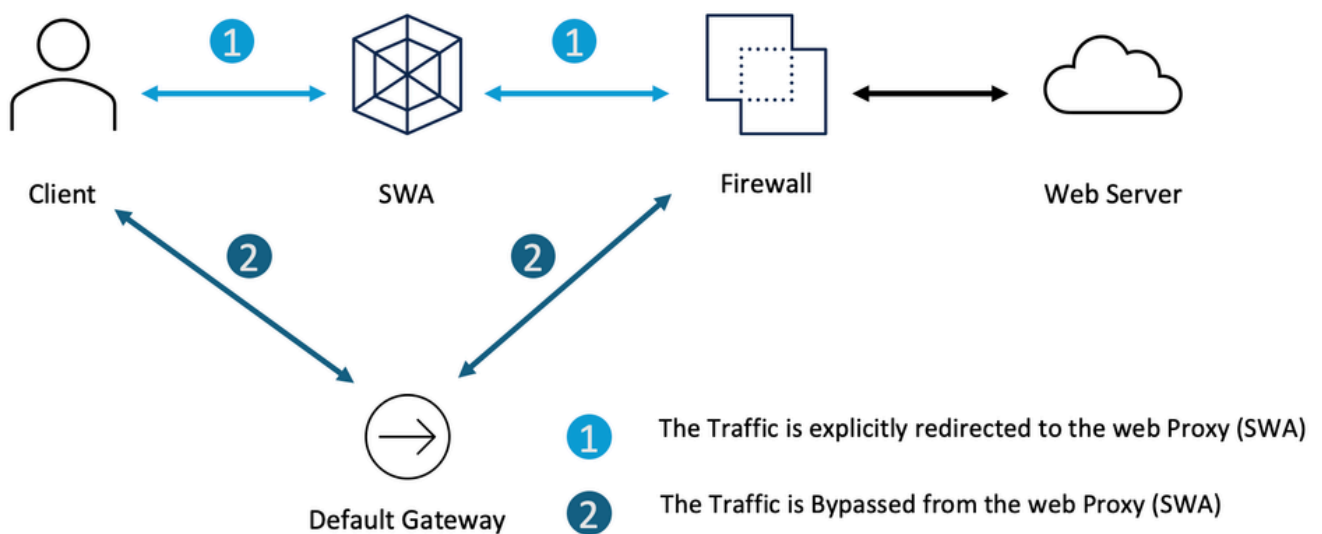 1
1
Client
SWA
Firewall
Web Server
2
2
Default Gateway
1 The Traffic is explicitly redirected to the web Proxy (SWA)
2 The Traffic is Bypassed from the web Proxy (SWA)